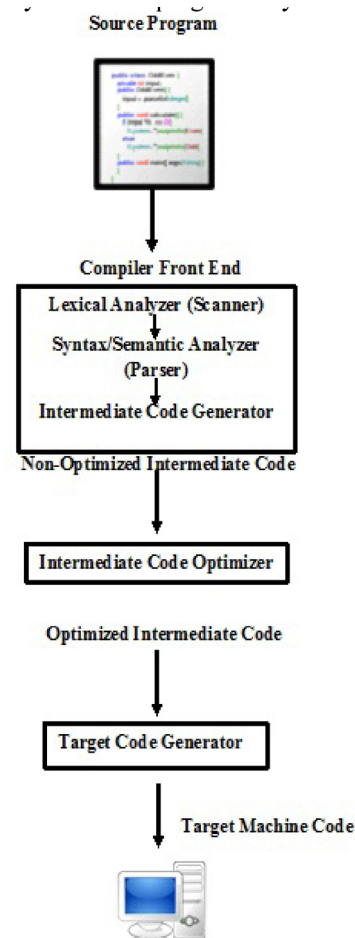 Source Program
Compiler Front End
Lexical Analyzer (Scanner)
Syntax/Semantic Analyzer
(Parser)
Intermediate Code Generator
Non-Optimized Intermediate Code
Intermediate Code Optimizer
Optimized Intermediate Code
Target Code Generator
Target Machine Code